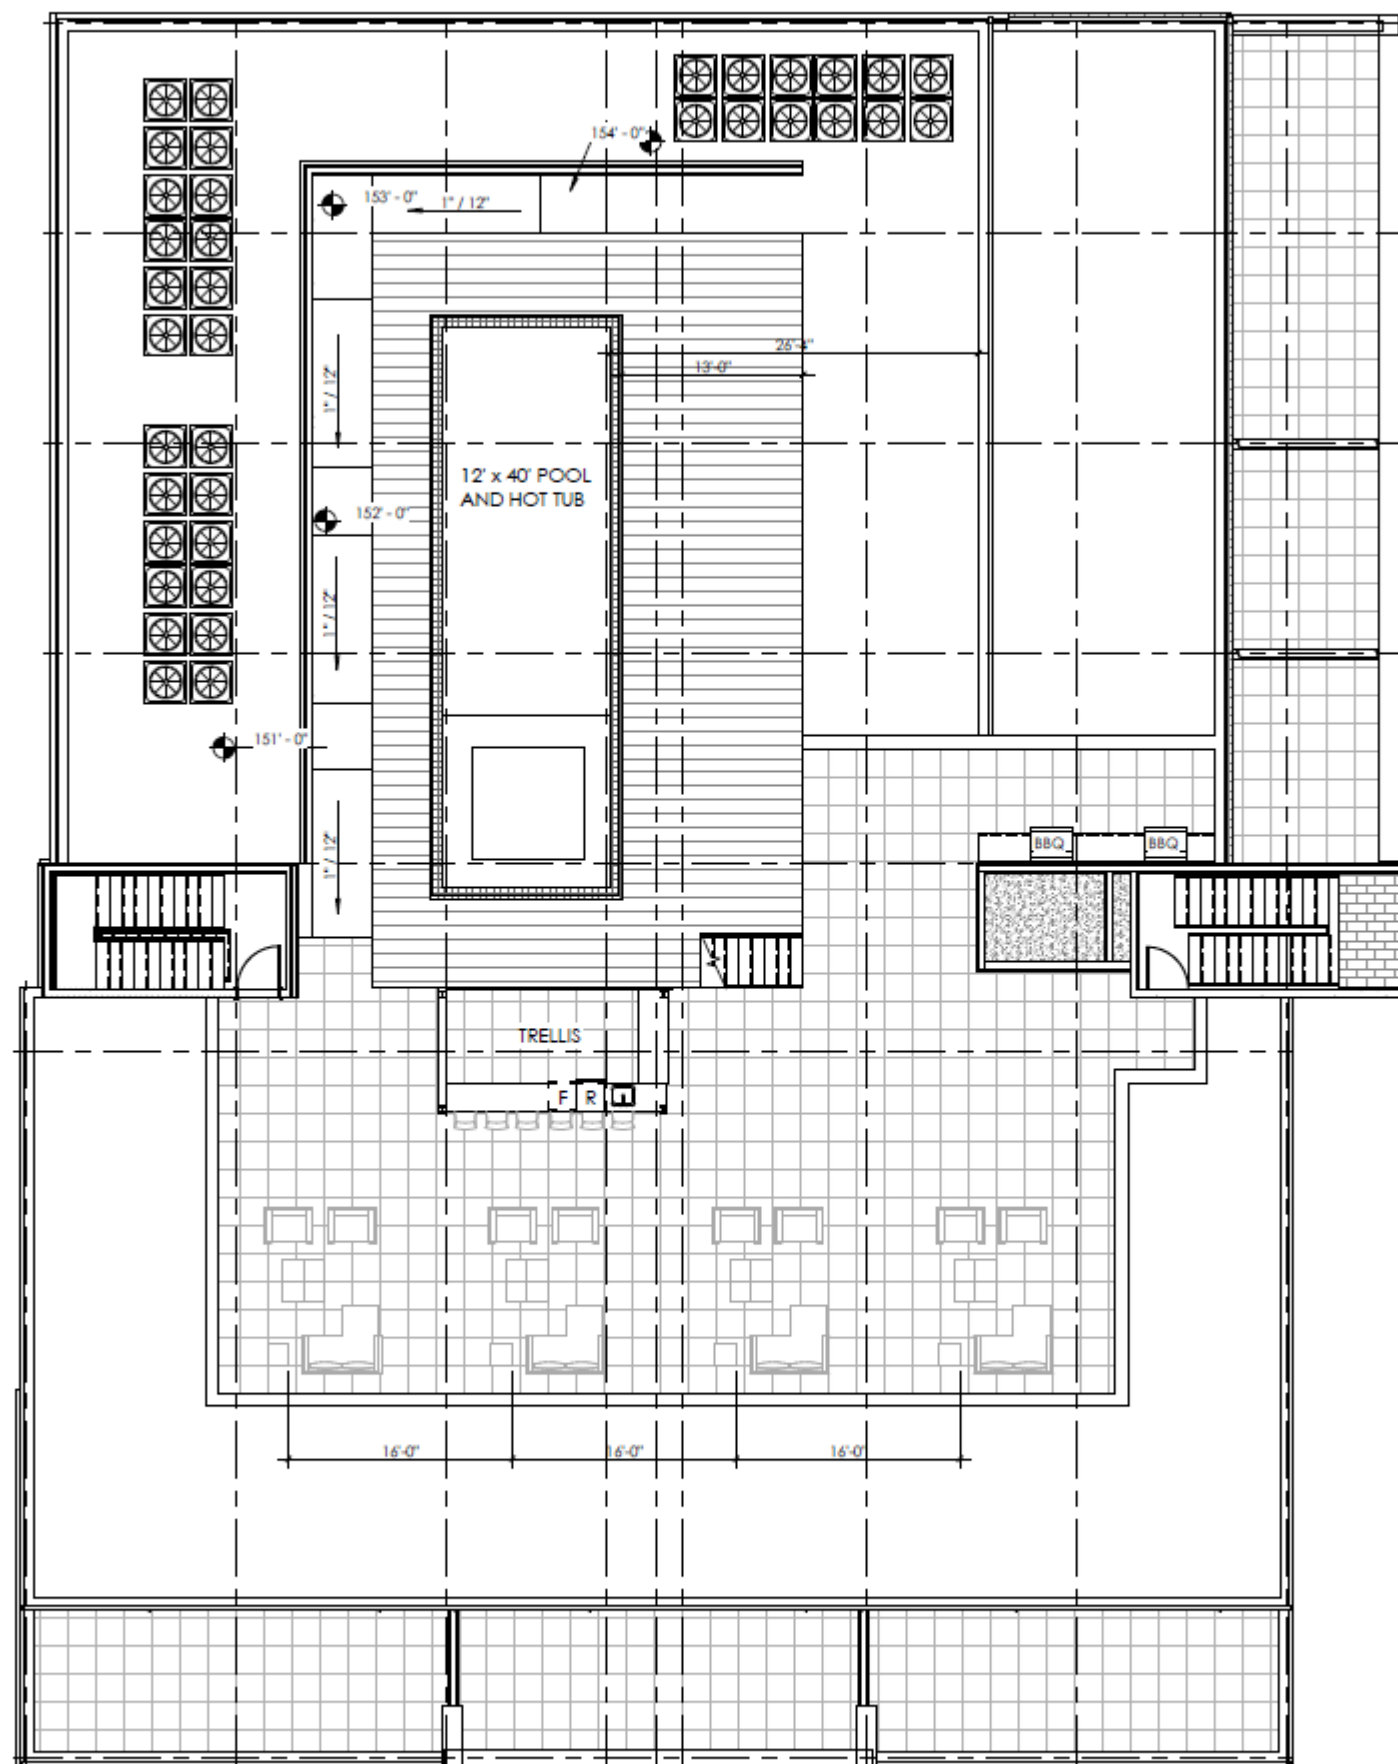 154' - 0"
153' - 0"
1" / 12"
26'-4"
13'-0"
1" / 12"
12' x 40' POOL
AND HOT TUB
152' - 0"
1" / 12"
151' - 0"
BBQ
BBQ
1" / 12"
TRELLIS
F
R
16'-0"
16'-0"
16'-0"